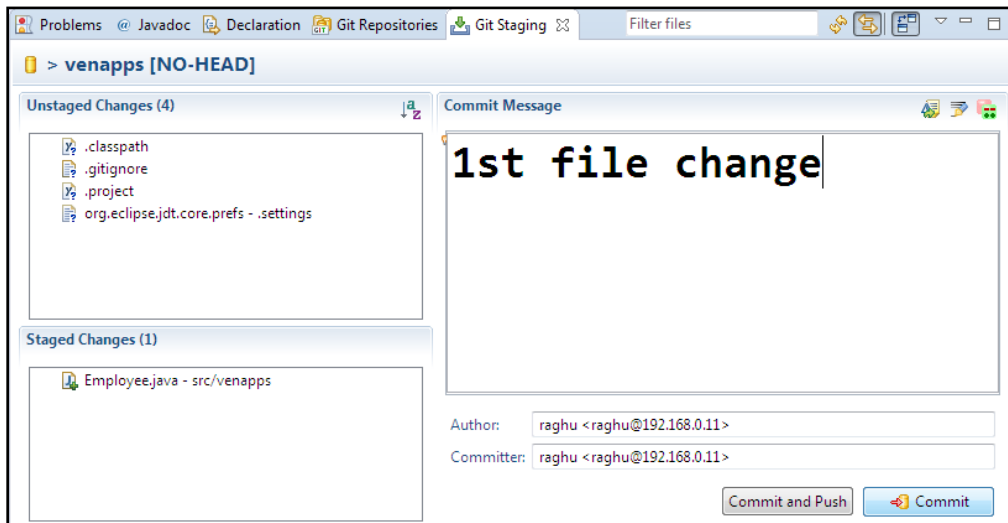 Problems @ Javadoc Declaration Git Repositories Git Staging Filter files
> venapps [NO-HEAD]
Unstaged Changes (4)
.classpath
.gitignore
.project
org.eclipse.jdt.core.prefs - .settings
Staged Changes (1)
Employee.java - src/venapps
Commit Message
1st file change
Author: raghu <raghu@192.168.0.11>
Committer: raghu <raghu@192.168.0.11>
Commit and Push Commit